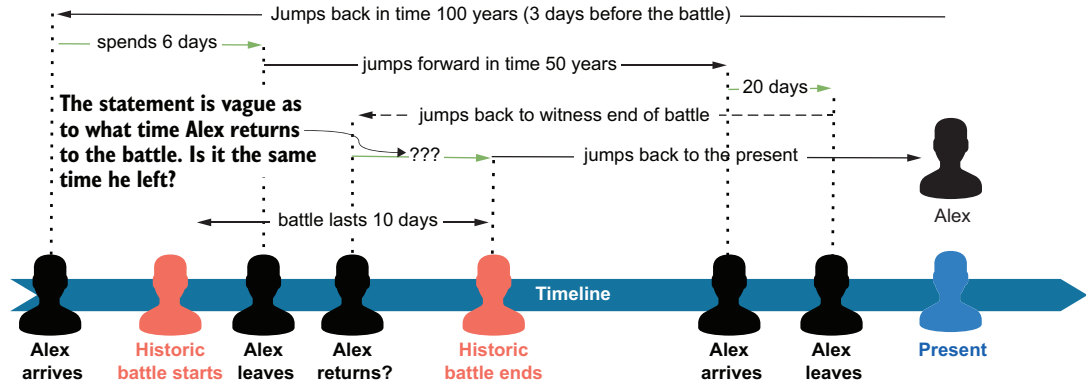 Jumps back in time 100 years (3 days before the battle)
spends 6 days
jumps forward in time 50 years
20 days
The statement is vague as
to what time Alex returns
to the battle. Is it the same
time he left?
jumps back to witness end of battle
???
jumps back to the present
Alex
battle lasts 10 days
Timeline
Alex
arrives
Historic
battle starts
Alex
leaves
Alex
returns?
Historic
battle ends
Alex
arrives
Alex
leaves
Present